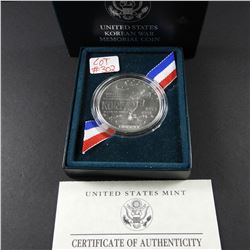 UNITED STATES
KOREAN WAR
MEMORIAL COIN
LOT
#302
UNITED STATES MINT
CERTIFICATE OF AUTHENTICITY